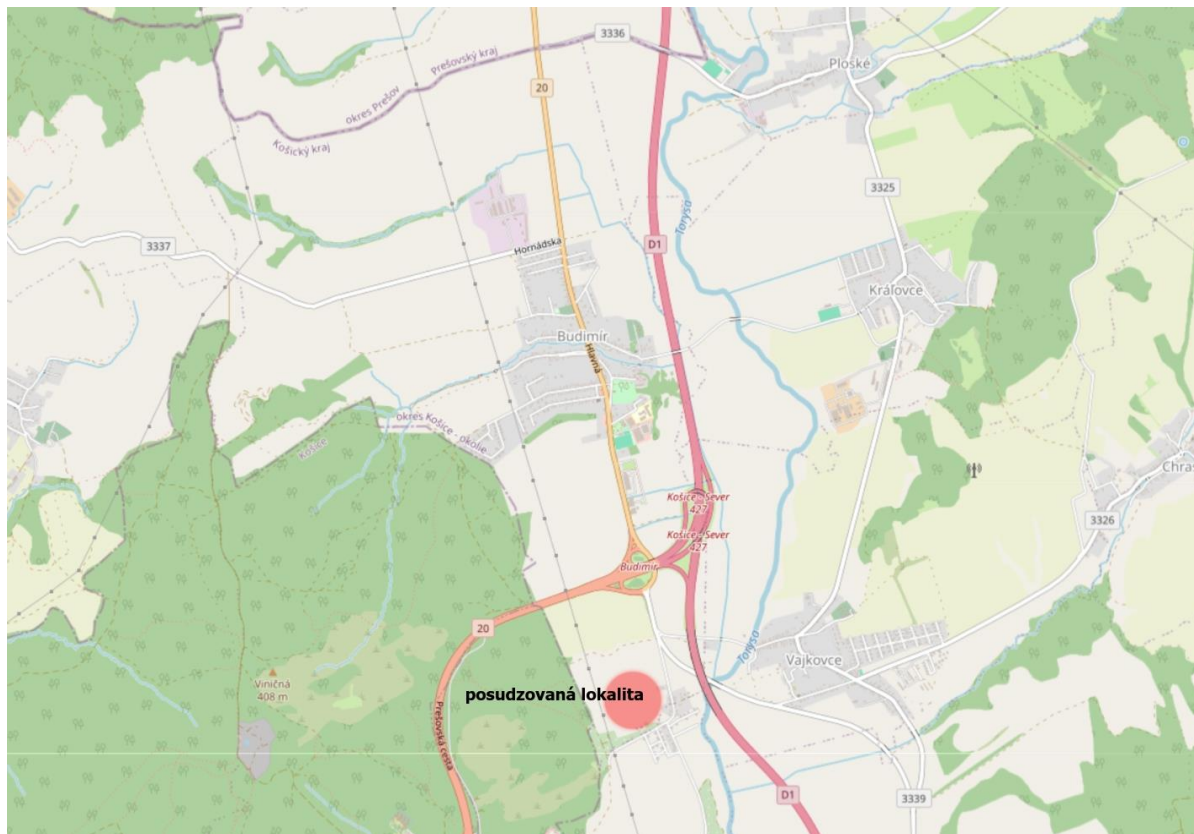 3336
Prešovský kraj
okres Prešov
Košický kraj
20
Ploské
3325
Torysa
D1
3337
Hornádska
Kráľovce
Budimír
Hlavná
okres Košice - okolie
Košice
Košice - Sever
427
Košice - Sever
427
Chras
3326
Budimír
20
Torysa
Vajkovce
Viničná
408 m
posudzovaná lokalita
Prešovská cesta
D1
3339